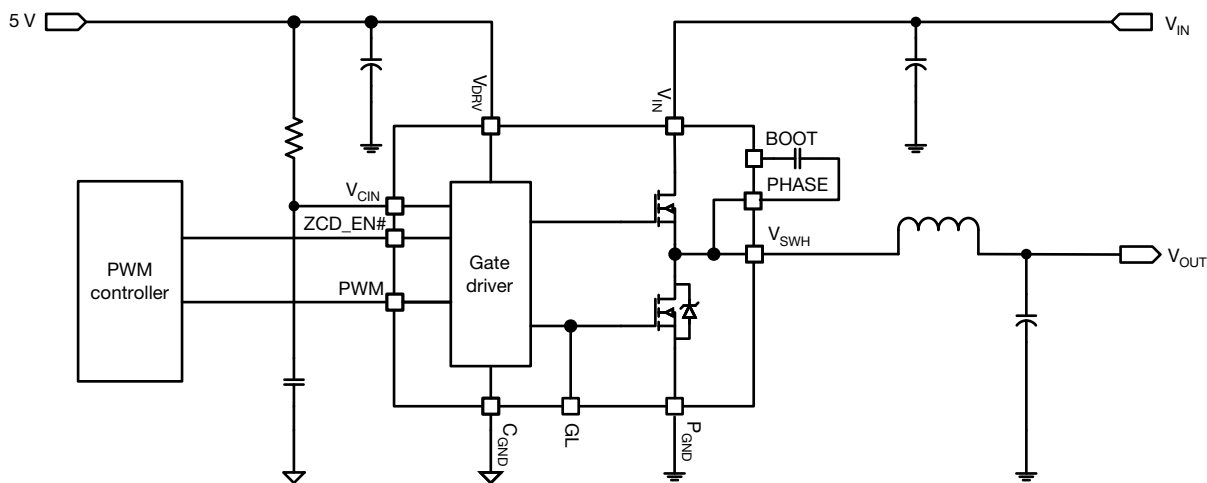 5 V
V_IN
V_DRV
V_IN
BOOT
PHASE
V_CIN
ZCD_EN#
V_SWH
PWM
controller
Gate
driver
V_OUT
PWM
C_GND
GL
P_GND